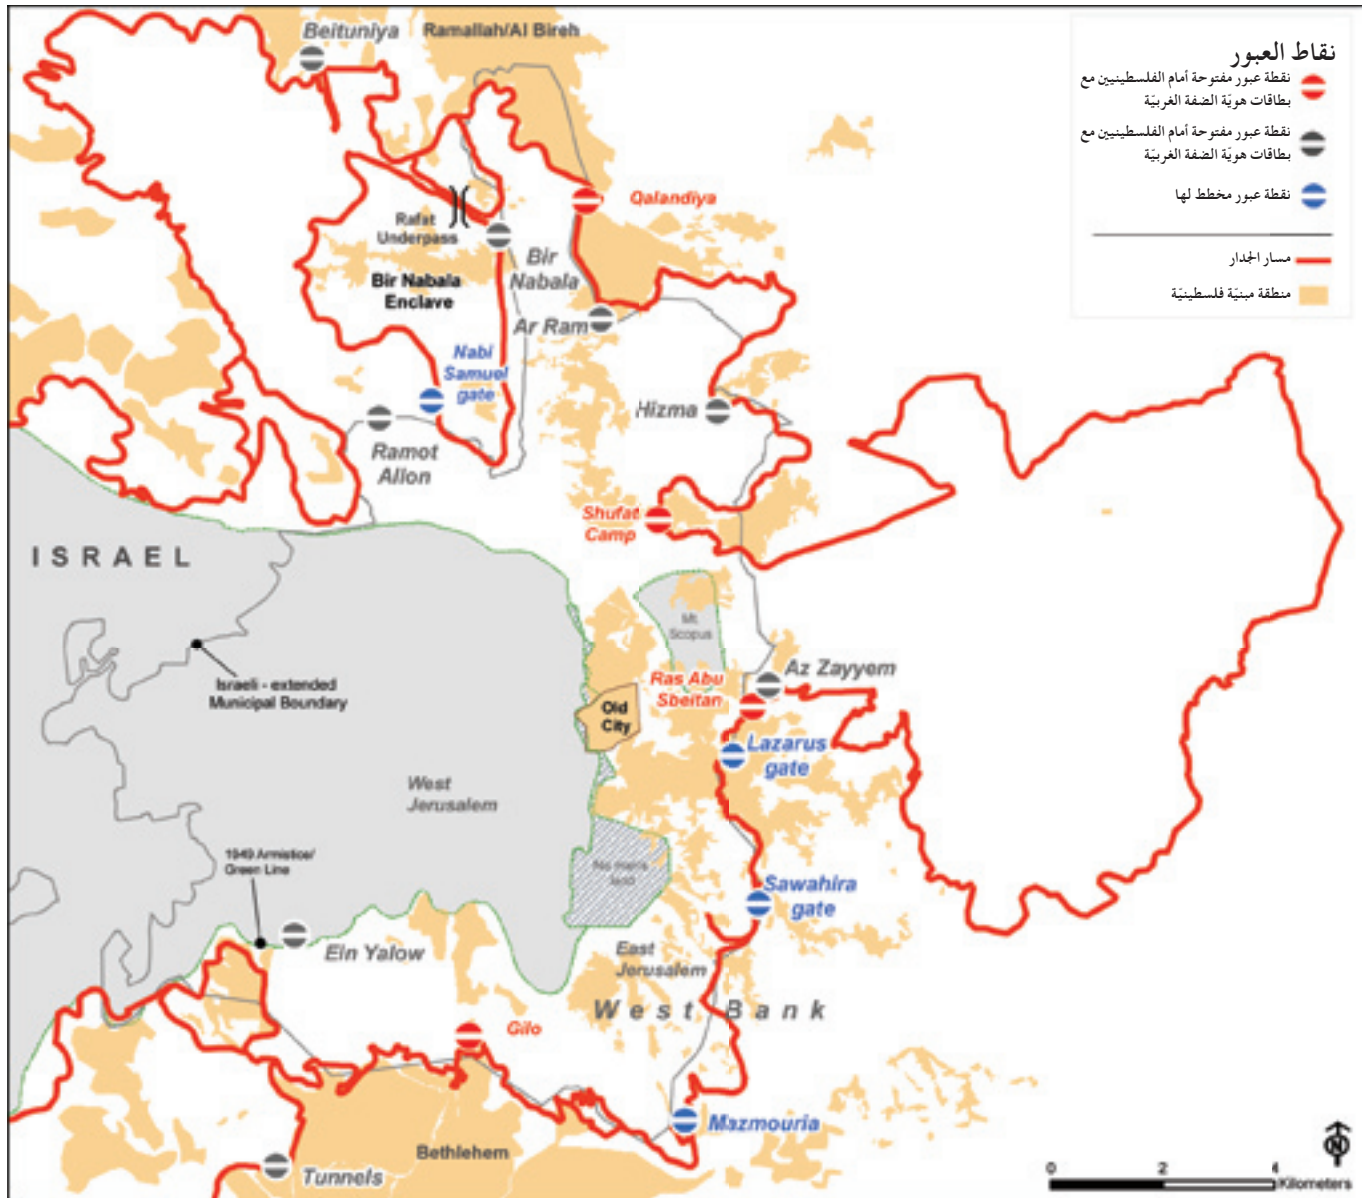 Beituniya
Ramallah/Al Bireh
نقاط العبور
نقطة عبور مفتوحة أمام الفلسطينيين مع
بطاقات هويّة الضفة الغربيّة
نقطة عبور مفتوحة أمام الفلسطينيين مع
بطاقات هويّة الضفة الغربيّة
نقطة عبور مخطط لها
مسار الجدار
منطقة مبنيّة فلسطينيّة
Qalandiya
Rafat
Underpass
Bir
Nabala
Bir Nabala
Enclave
Ar Ram
Nabi
Samuel
gate
Hizma
Ramot
Allon
Shufat
Camp
ISRAEL
Mt.
Scopus
Israeli - extended
Municipal Boundary
Ras Abu
Sbeitan
Az Zayyem
Old
City
Lazarus
gate
West
Jerusalem
1949 Armistice/
Green Line
No man's
land
Sawahira
gate
Ein Yalow
East
Jerusalem
West Bank
Gilo
Mazmouria
Bethlehem
Tunnels
N
0 2 4
Kilometers